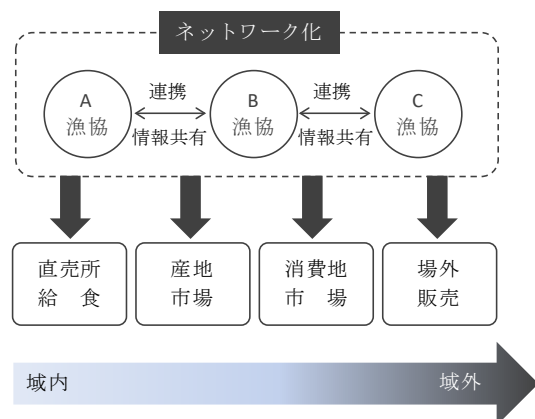 ネットワーク化
A
漁協
連携
情報共有
B
漁協
連携
情報共有
C
漁協
直売所
給　食
産地
市場
消費地
市　場
場外
販売
域内
域外